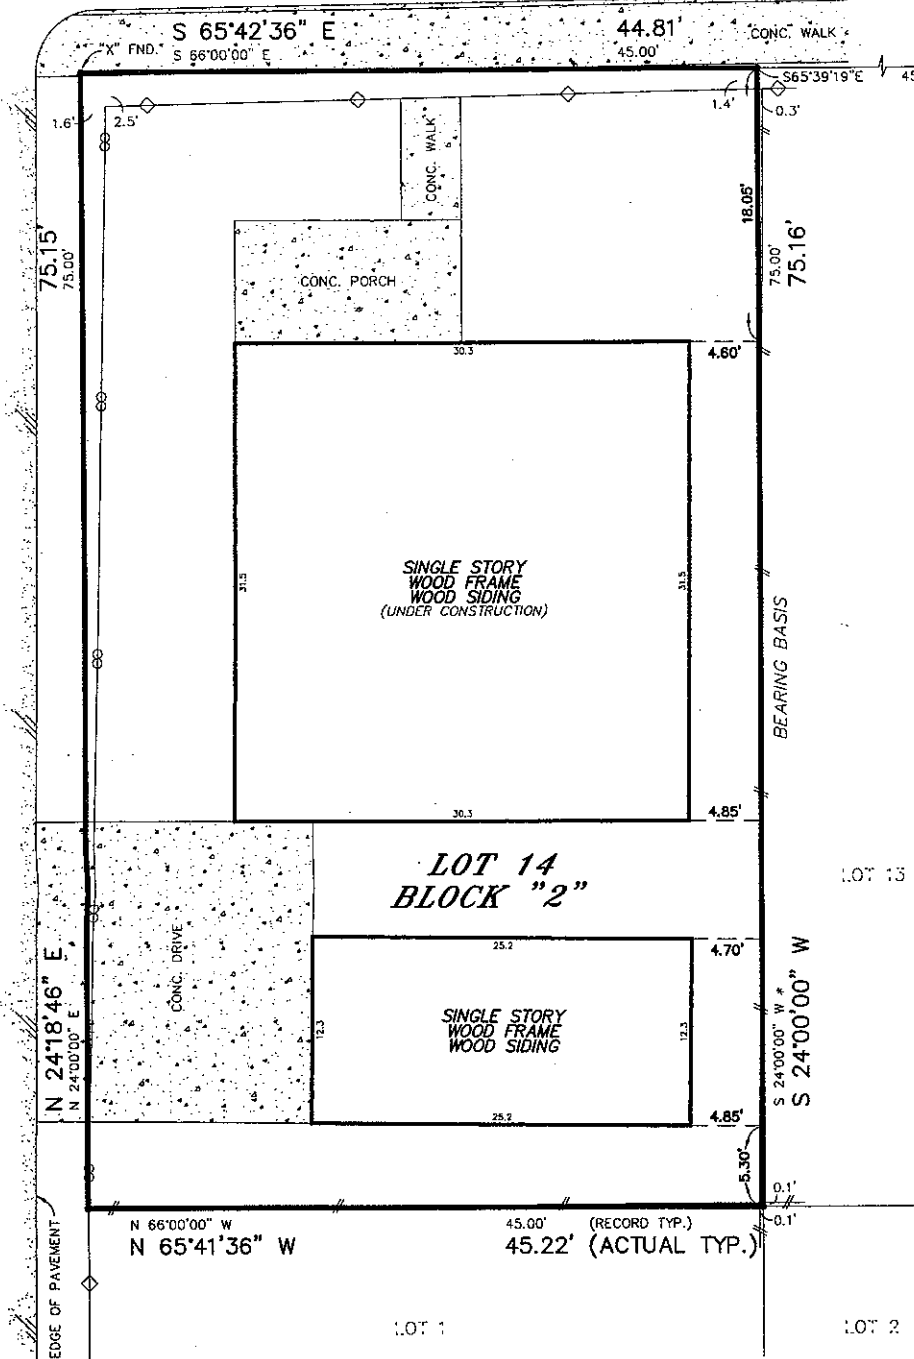 S 65°42'36" E
44.81'
CONC. WALK
"X" FND.
S 66°00'00" E
45.00'
S65°39'19"E
45
1.6'
2.5'
1.4'
0.3'
CONC. WALK
18.05'
75.15'
75.00'
75.00'
75.16'
CONC. PORCH
30.3
4.60'
31.5
SINGLE STORY
WOOD FRAME
WOOD SIDING
(UNDER CONSTRUCTION)
31.5
BEARING BASIS
30.3
4.85'
LOT 14
BLOCK "2"
LOT 13
CONC. DRIVE
25.2
4.70'
N 24°18'46" E
N 24°00'00" E
12.3
SINGLE STORY
WOOD FRAME
WOOD SIDING
12.3
S 24°00'00" W *
S 24°00'00" W
25.2
4.85'
5.30'
0.1'
0.1'
N 66°00'00" W
45.00' (RECORD TYP.)
N 65°41'36" W
45.22' (ACTUAL TYP.)
EDGE OF PAVEMENT
LOT 1
LOT 2